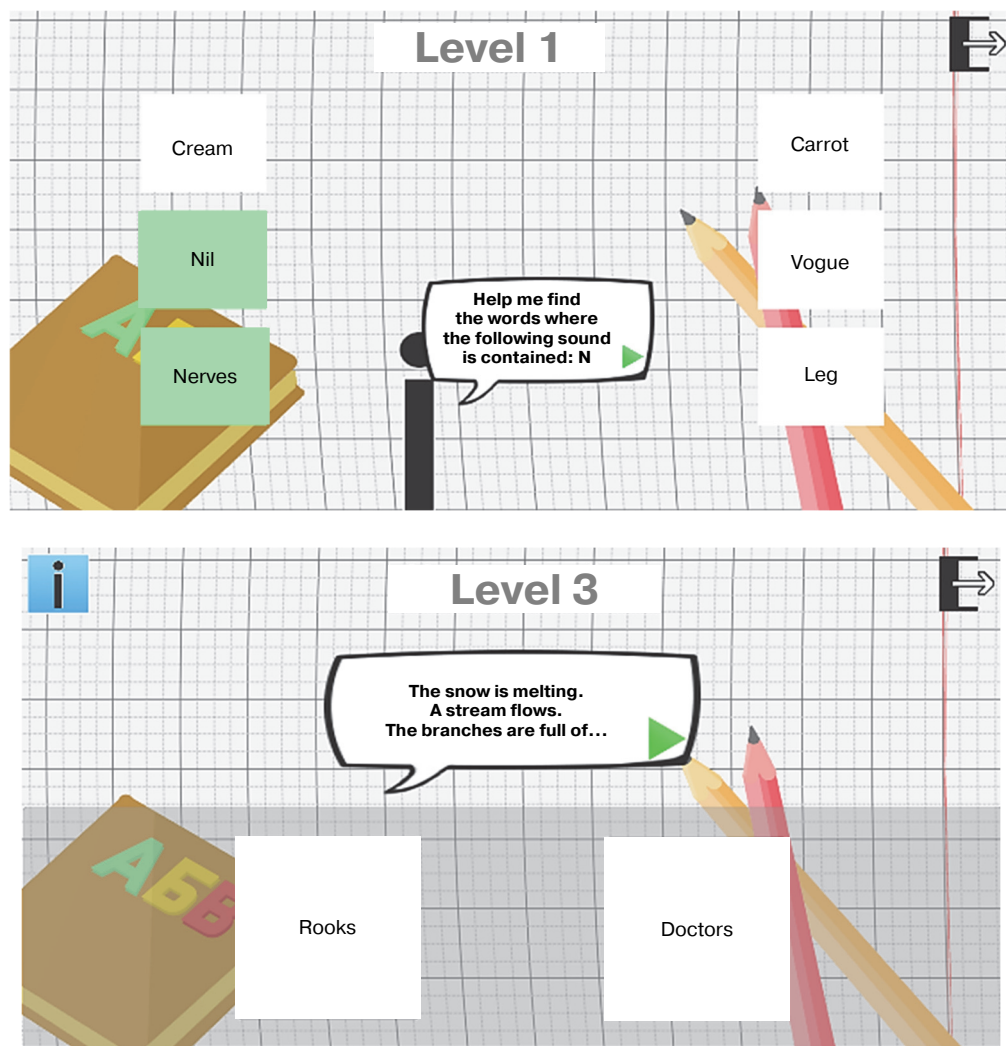 Level 1
Cream
Carrot
Nil
Vogue
Help me find
the words where
the following sound
is contained: N
Nerves
Leg
А
Level 3
The snow is melting.
A stream flows.
The branches are full of...
АБВ
Rooks
Doctors